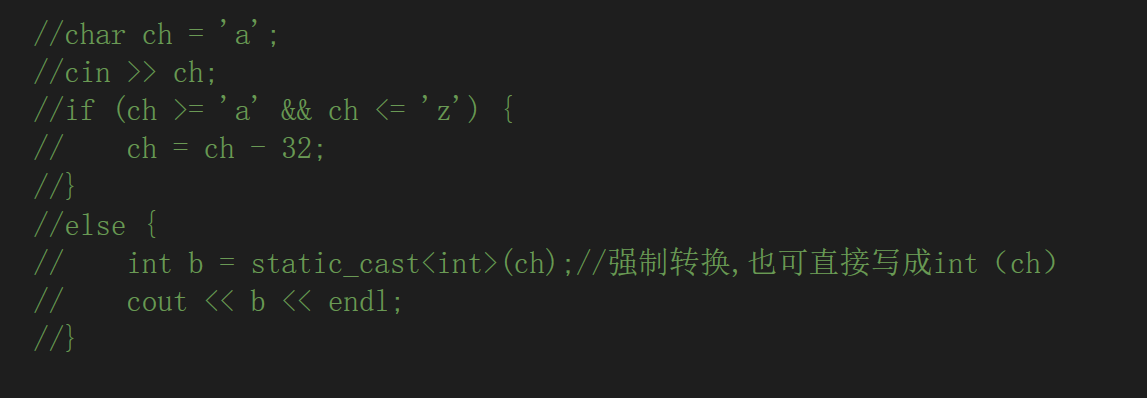 //char ch = 'a';
//cin >> ch;
//if (ch >= 'a' && ch <= 'z') {
//    ch = ch - 32;
//}
//else {
//    int b = static_cast<int>(ch);//强制转换,也可直接写成int（ch）
//    cout << b << endl;
//}